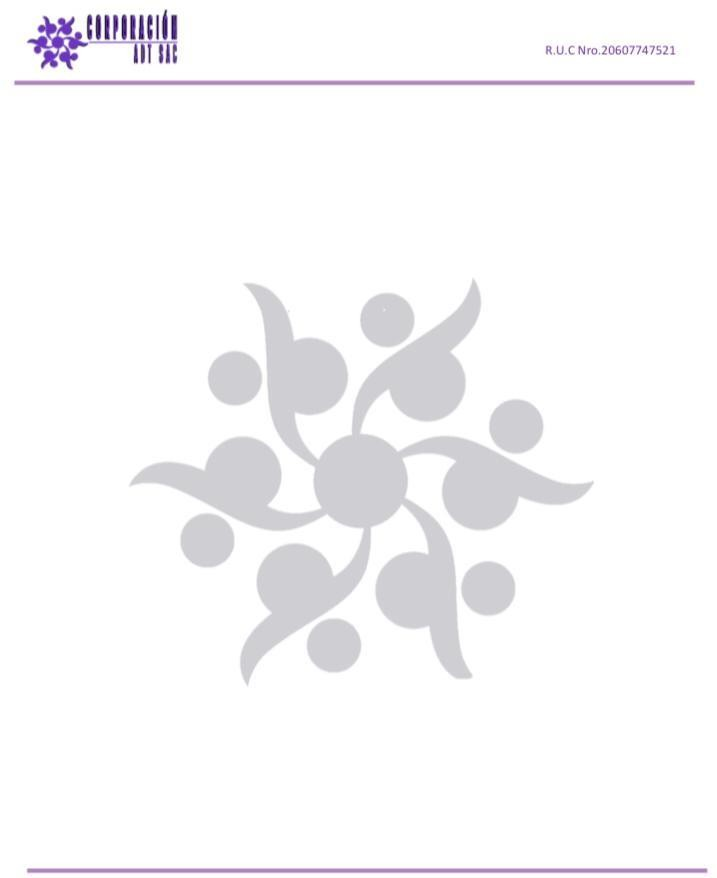 CORPORACIÓN
ADT SAC
R.U.C Nro.20607747521